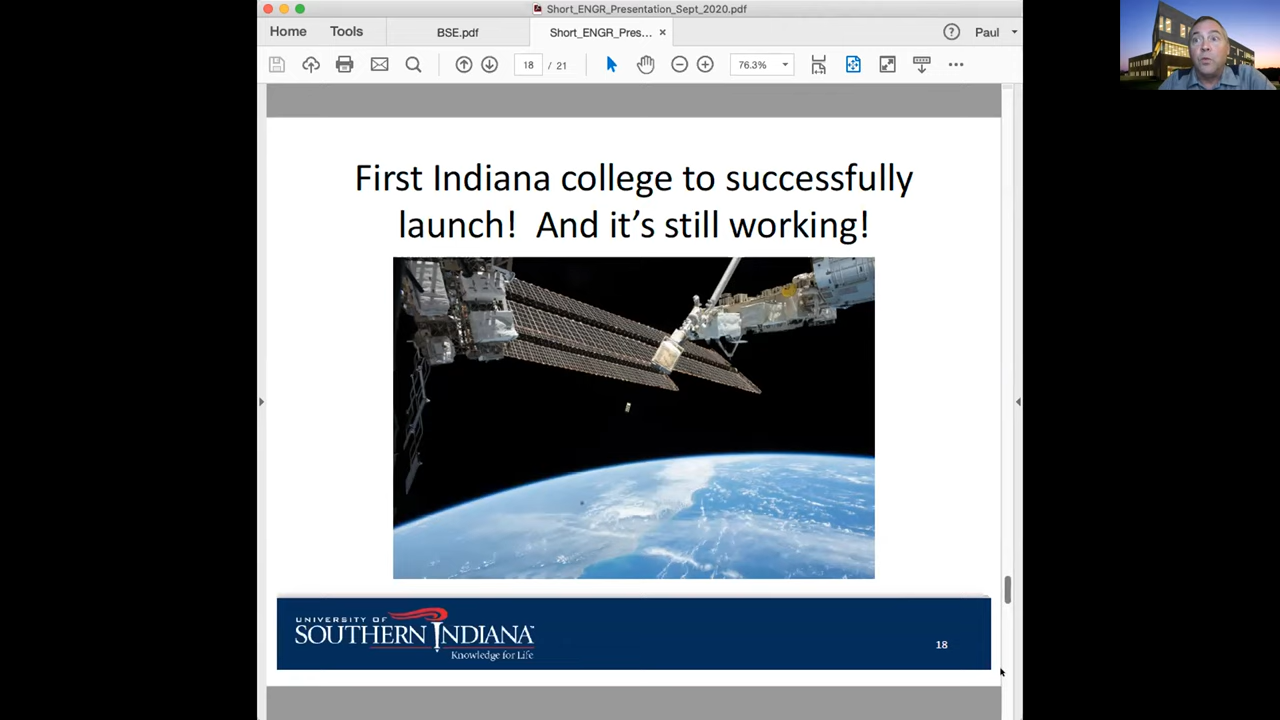 Short_ENGR_Presentation_Sept_2020.pdf
Home Tools BSE.pdf Short_ENGR_Pres... Paul
18 / 21 76.3%
First Indiana college to successfully
launch! And it’s still working!
UNIVERSITY OF
SOUTHERN INDIANA
Knowledge for Life
18